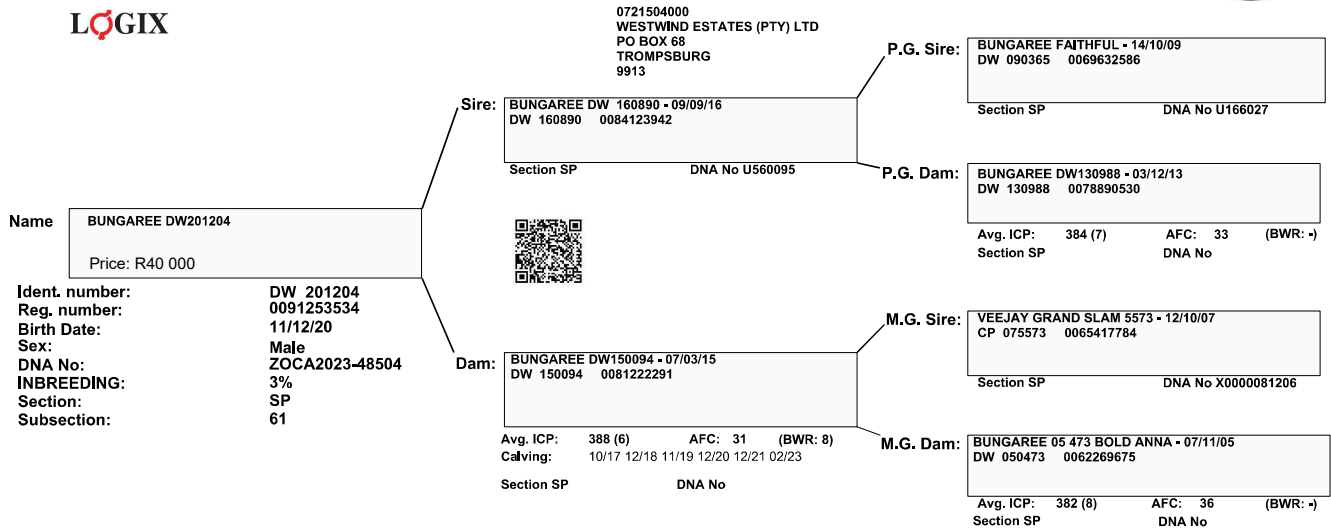 LOGIX
0721504000
WESTWIND ESTATES (PTY) LTD
PO BOX 68
TROMPSBURG
9913
Name BUNGAREE DW201204
Price: R40 000
Ident. number: DW 201204
Reg. number: 0091253534
Birth Date: 11/12/20
Sex: Male
DNA No: ZOCA2023-48504
INBREEDING: 3%
Section: SP
Subsection: 61
Sire: BUNGAREE DW 160890 - 09/09/16
DW 160890 0084123942
Section SP DNA No U560095
Dam: BUNGAREE DW150094 - 07/03/15
DW 150094 0081222291
Avg. ICP: 388 (6) AFC: 31 (BWR: 8)
Calving: 10/17 12/18 11/19 12/20 12/21 02/23
Section SP DNA No
P.G. Sire: BUNGAREE FAITHFUL - 14/10/09
DW 090365 0069632586
Section SP DNA No U166027
P.G. Dam: BUNGAREE DW130988 - 03/12/13
DW 130988 0078890530
Avg. ICP: 384 (7) AFC: 33 (BWR: -)
Section SP DNA No
M.G. Sire: VEEJAY GRAND SLAM 5573 - 12/10/07
CP 075573 0065417784
Section SP DNA No X0000081206
M.G. Dam: BUNGAREE 05 473 BOLD ANNA - 07/11/05
DW 050473 0062269675
Avg. ICP: 382 (8) AFC: 36 (BWR: -)
Section SP DNA No